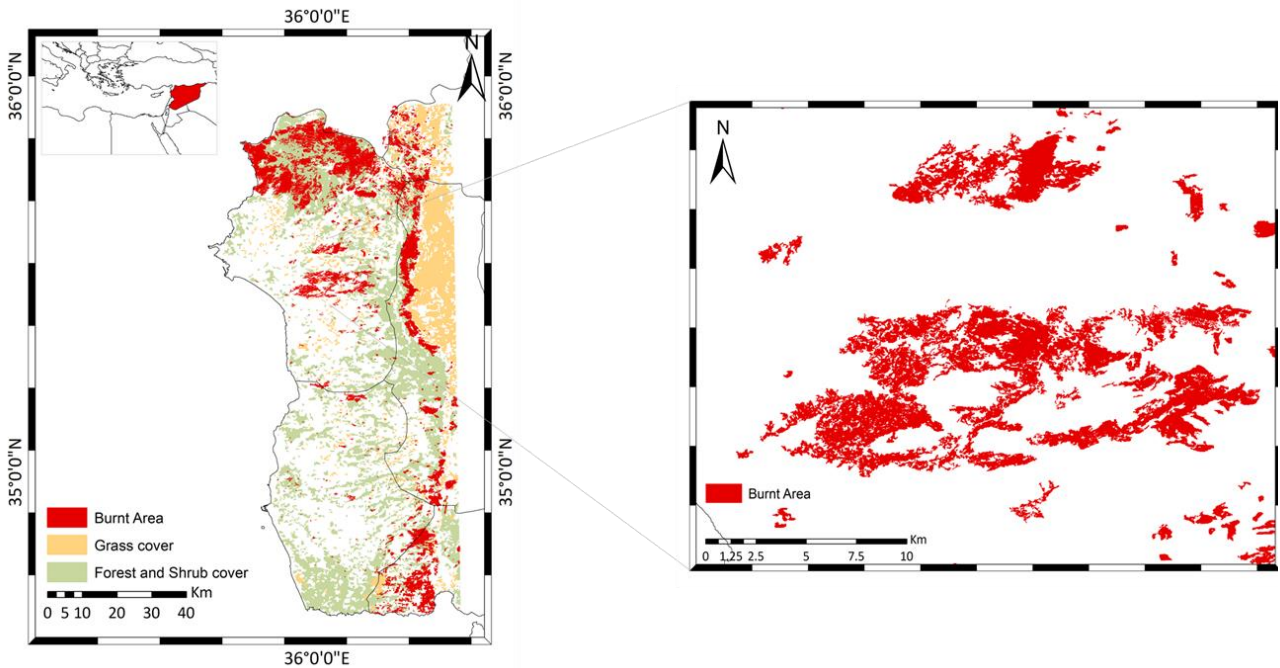 36°0'0"E
N
36°0'0"N
36°0'0"N
35°0'0"N
35°0'0"N
Burnt Area
Grass cover
Forest and Shrub cover
Km
0 5 10 20 30 40
36°0'0"E
N
Burnt Area
Km
0 1.25 2.5 5 7.5 10